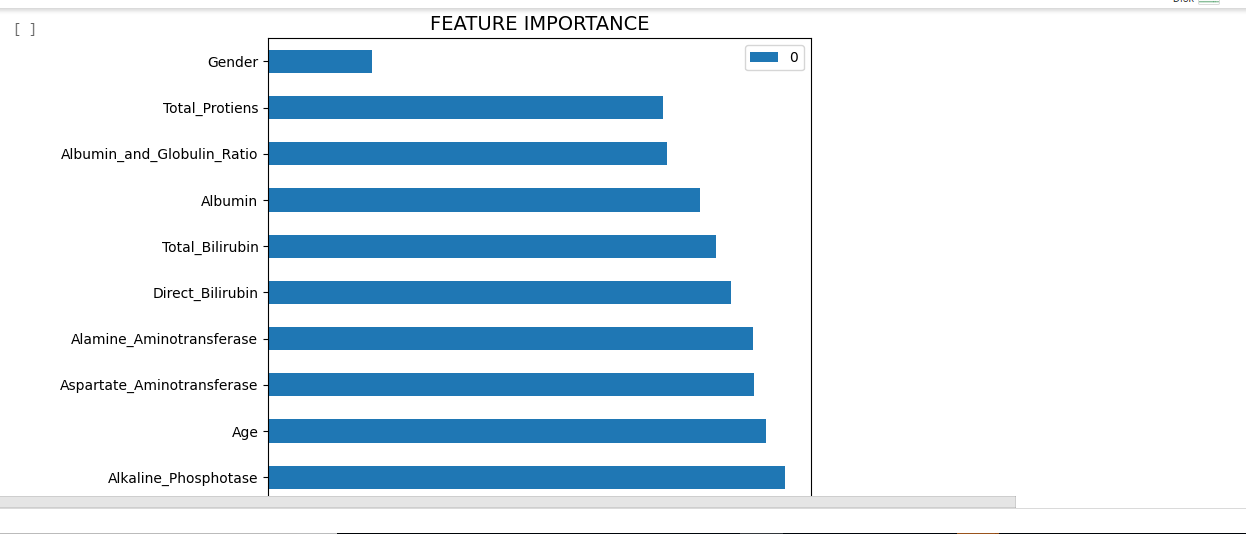 [ ]
FEATURE IMPORTANCE
0
Gender
Total_Protiens
Albumin_and_Globulin_Ratio
Albumin
Total_Bilirubin
Direct_Bilirubin
Alamine_Aminotransferase
Aspartate_Aminotransferase
Age
Alkaline_Phosphotase